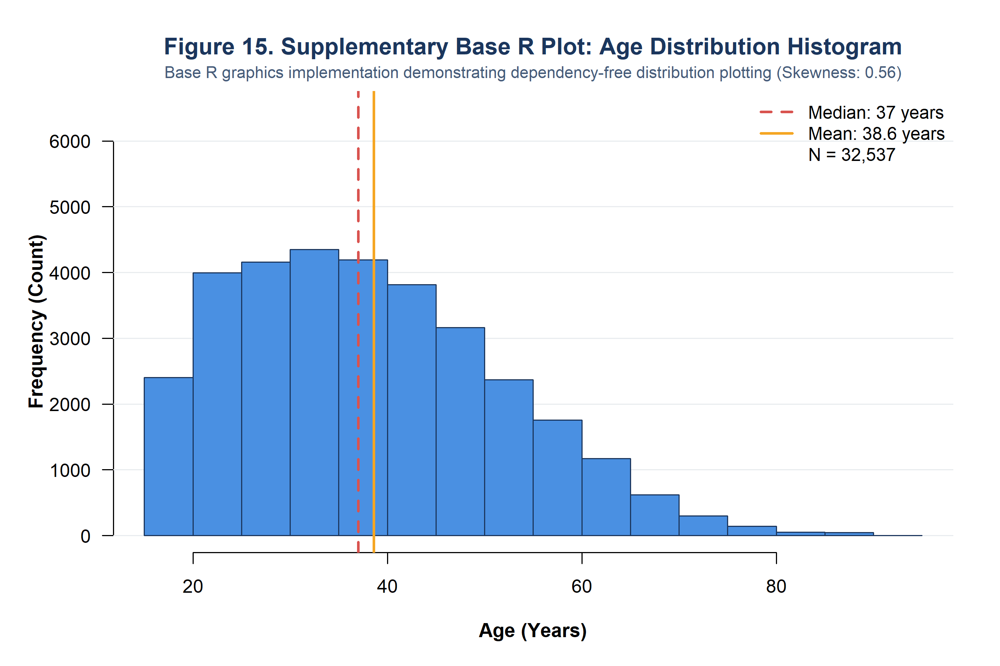 Figure 15. Supplementary Base R Plot: Age Distribution Histogram
Base R graphics implementation demonstrating dependency-free distribution plotting (Skewness: 0.56)
Median: 37 years
Mean: 38.6 years
N = 32,537
Frequency (Count)
6000
5000
4000
3000
2000
1000
0
20 40 60 80
Age (Years)